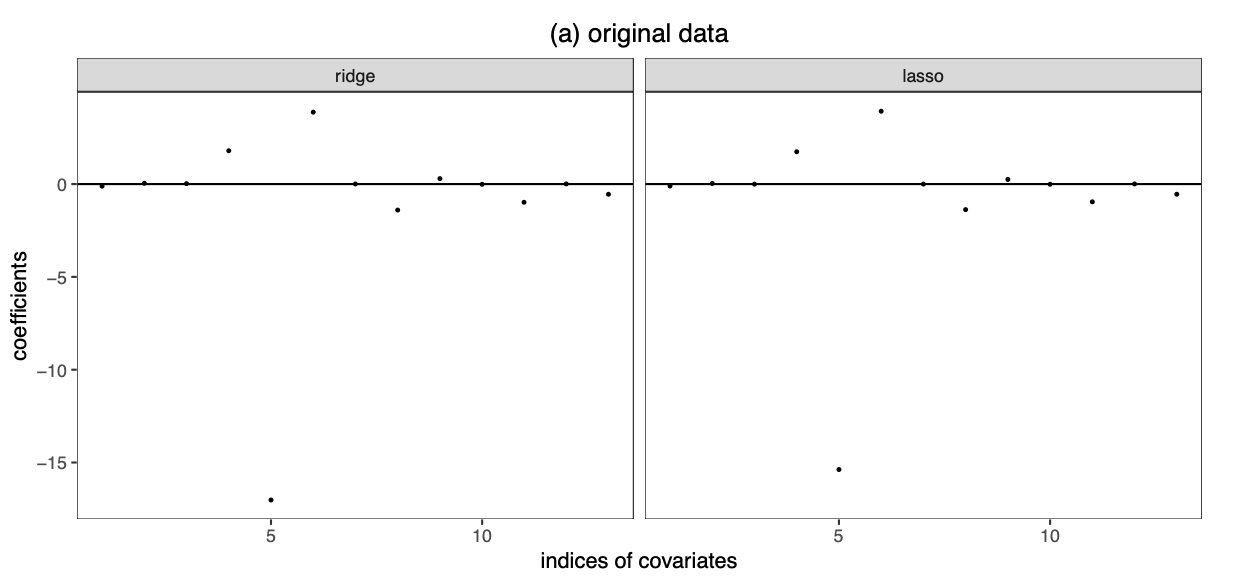 (a) original data
ridge
lasso
0
−5
−10
−15
coefficients
5
10
5
10
indices of covariates